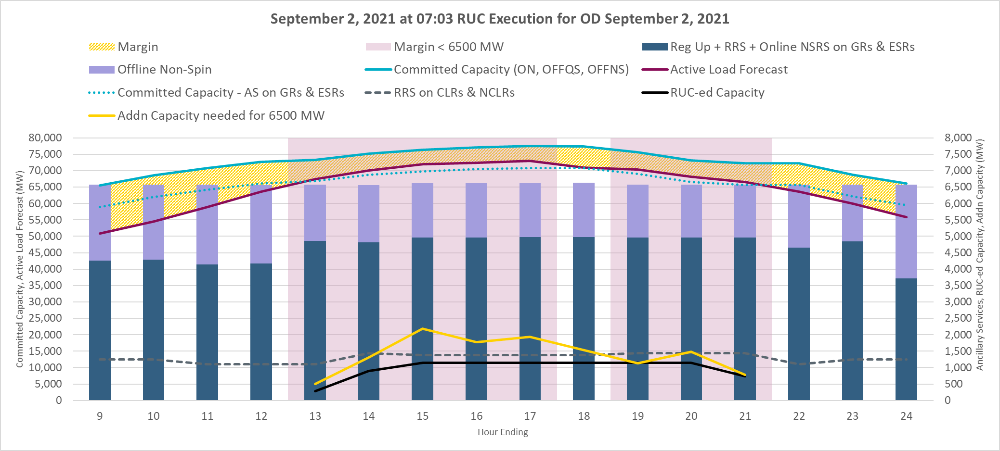 September 2, 2021 at 07:03 RUC Execution for OD September 2, 2021
Margin
Margin < 6500 MW
Reg Up + RRS + Online NSRS on GRs & ESRs
Offline Non-Spin
Committed Capacity (ON, OFFQS, OFFNS)
Active Load Forecast
Committed Capacity - AS on GRs & ESRs
RRS on CLRs & NCLRs
RUC-ed Capacity
Addn Capacity needed for 6500 MW
Committed Capacity, Active Load Forecast (MW)
80,000
75,000
70,000
65,000
60,000
55,000
50,000
45,000
40,000
35,000
30,000
25,000
20,000
15,000
10,000
5,000
0
8,000
7,500
7,000
6,500
6,000
5,500
5,000
4,500
4,000
3,500
3,000
2,500
2,000
1,500
1,000
500
0
Ancillary Services, RUC-ed Capacity, Addn Capacity (MW)
9 10 11 12 13 14 15 16 17 18 19 20 21 22 23 24
Hour Ending